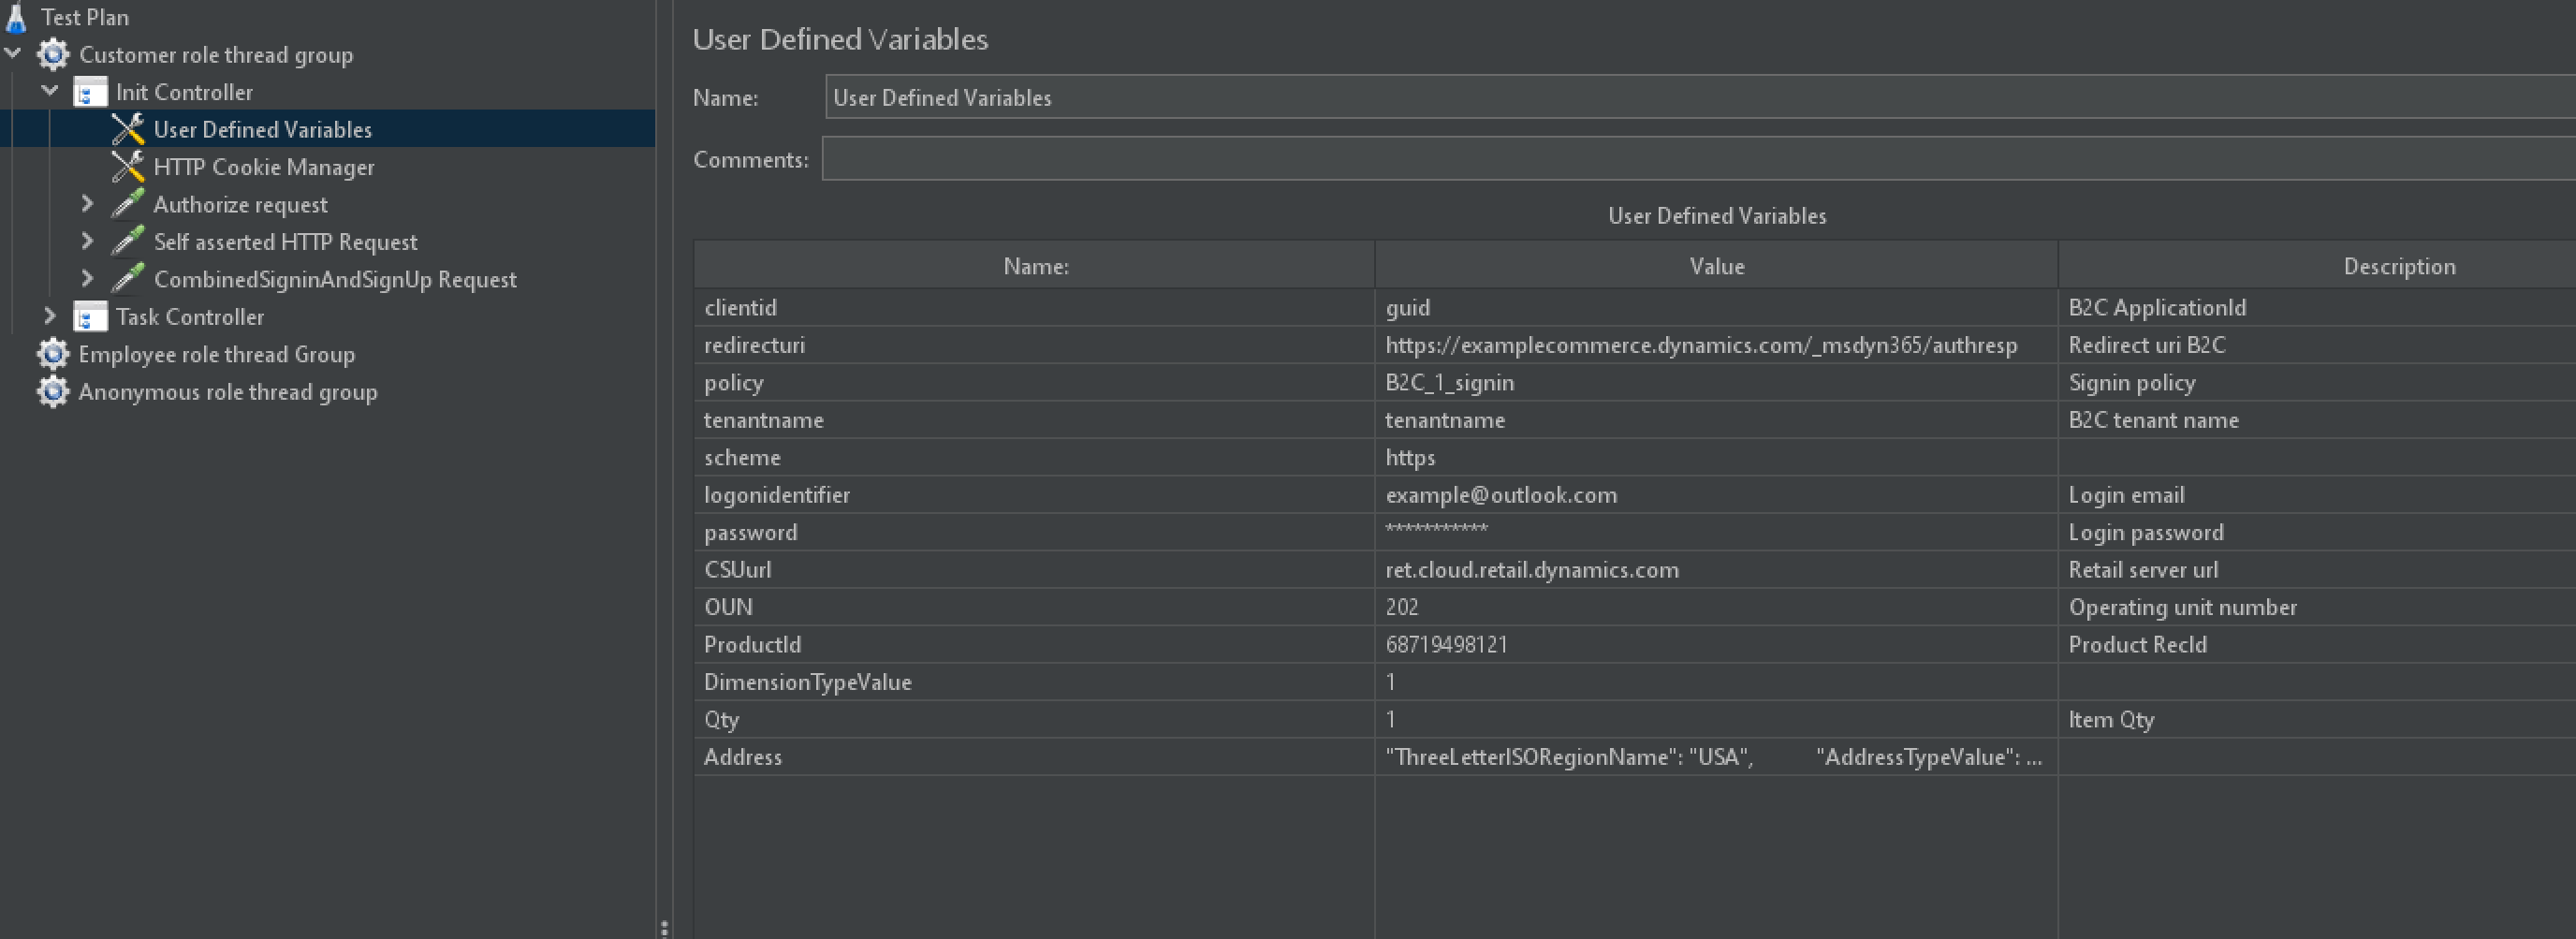 Test Plan
Customer role thread group
Init Controller
User Defined Variables
HTTP Cookie Manager
Authorize request
Self asserted HTTP Request
CombinedSigninAndSignUp Request
Task Controller
Employee role thread Group
Anonymous role thread group
User Defined Variables
Name: User Defined Variables
Comments:
User Defined Variables
Name: Value Description
clientid guid B2C ApplicationId
redirecturi https://examplecommerce.dynamics.com/_msdyn365/authresp Redirect uri B2C
policy B2C_1_signin Signin policy
tenantname tenantname B2C tenant name
scheme https
logonidentifier example@outlook.com Login email
password *********** Login password
CSUurl ret.cloud.retail.dynamics.com Retail server url
OUN 202 Operating unit number
ProductId 68719498121 Product RecId
DimensionTypeValue 1
Qty 1 Item Qty
Address "ThreeLetterISORegionName": "USA", "AddressTypeValue": ...